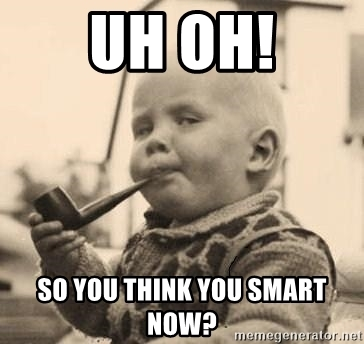 UH OH!
SO YOU THINK YOU SMART
NOW?
memegenerator.net